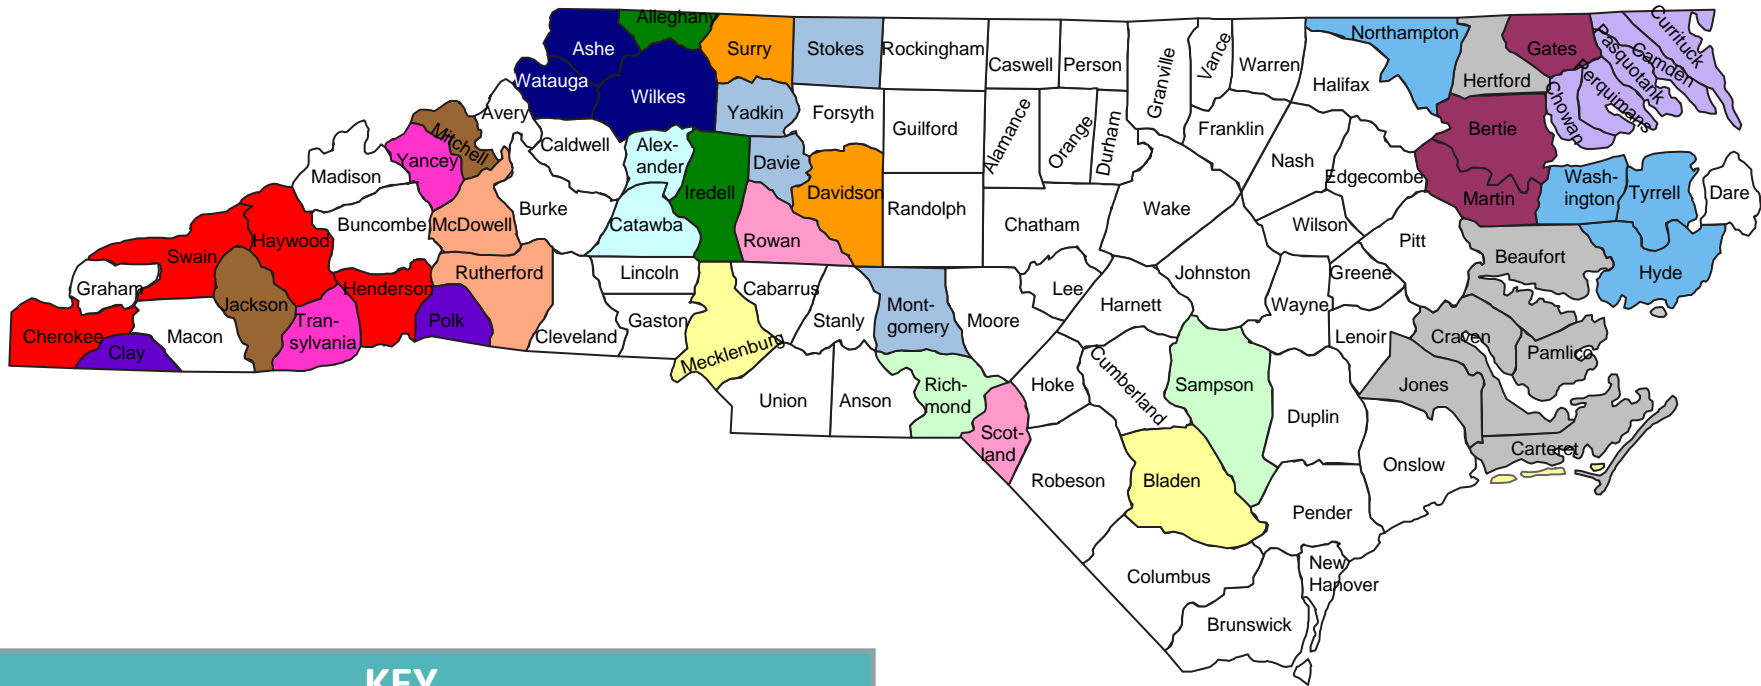 Ashe
Alleghany
Surry
Stokes
Rockingham
Caswell
Person
Granville
Vance
Warren
Northampton
Halifax
Hertford
Gates
Currituck
Camden
Pasquotank
Perquimans
Chowan
Watauga
Wilkes
Yadkin
Forsyth
Guilford
Alamance
Orange
Durham
Franklin
Bertie
Avery
Mitchell
Caldwell
Alex-
ander
Iredell
Davie
Davidson
Randolph
Chatham
Wake
Nash
Edgecombe
Martin
Wash-
ington
Tyrrell
Dare
Yancey
Madison
Buncombe
McDowell
Burke
Catawba
Rowan
Wilson
Pitt
Beaufort
Hyde
Swain
Haywood
Graham
Jackson
Henderson
Rutherford
Lincoln
Cabarrus
Mont-
gomery
Moore
Lee
Harnett
Johnston
Wayne
Greene
Lenoir
Craven
Pamlico
Cherokee
Clay
Macon
Tran-
sylvania
Polk
Cleveland
Gaston
Mecklenburg
Stanly
Union
Anson
Rich-
mond
Scot-
land
Hoke
Cumberland
Sampson
Duplin
Jones
Carteret
Onslow
Robeson
Bladen
Pender
Columbus
New
Hanover
Brunswick
KEY